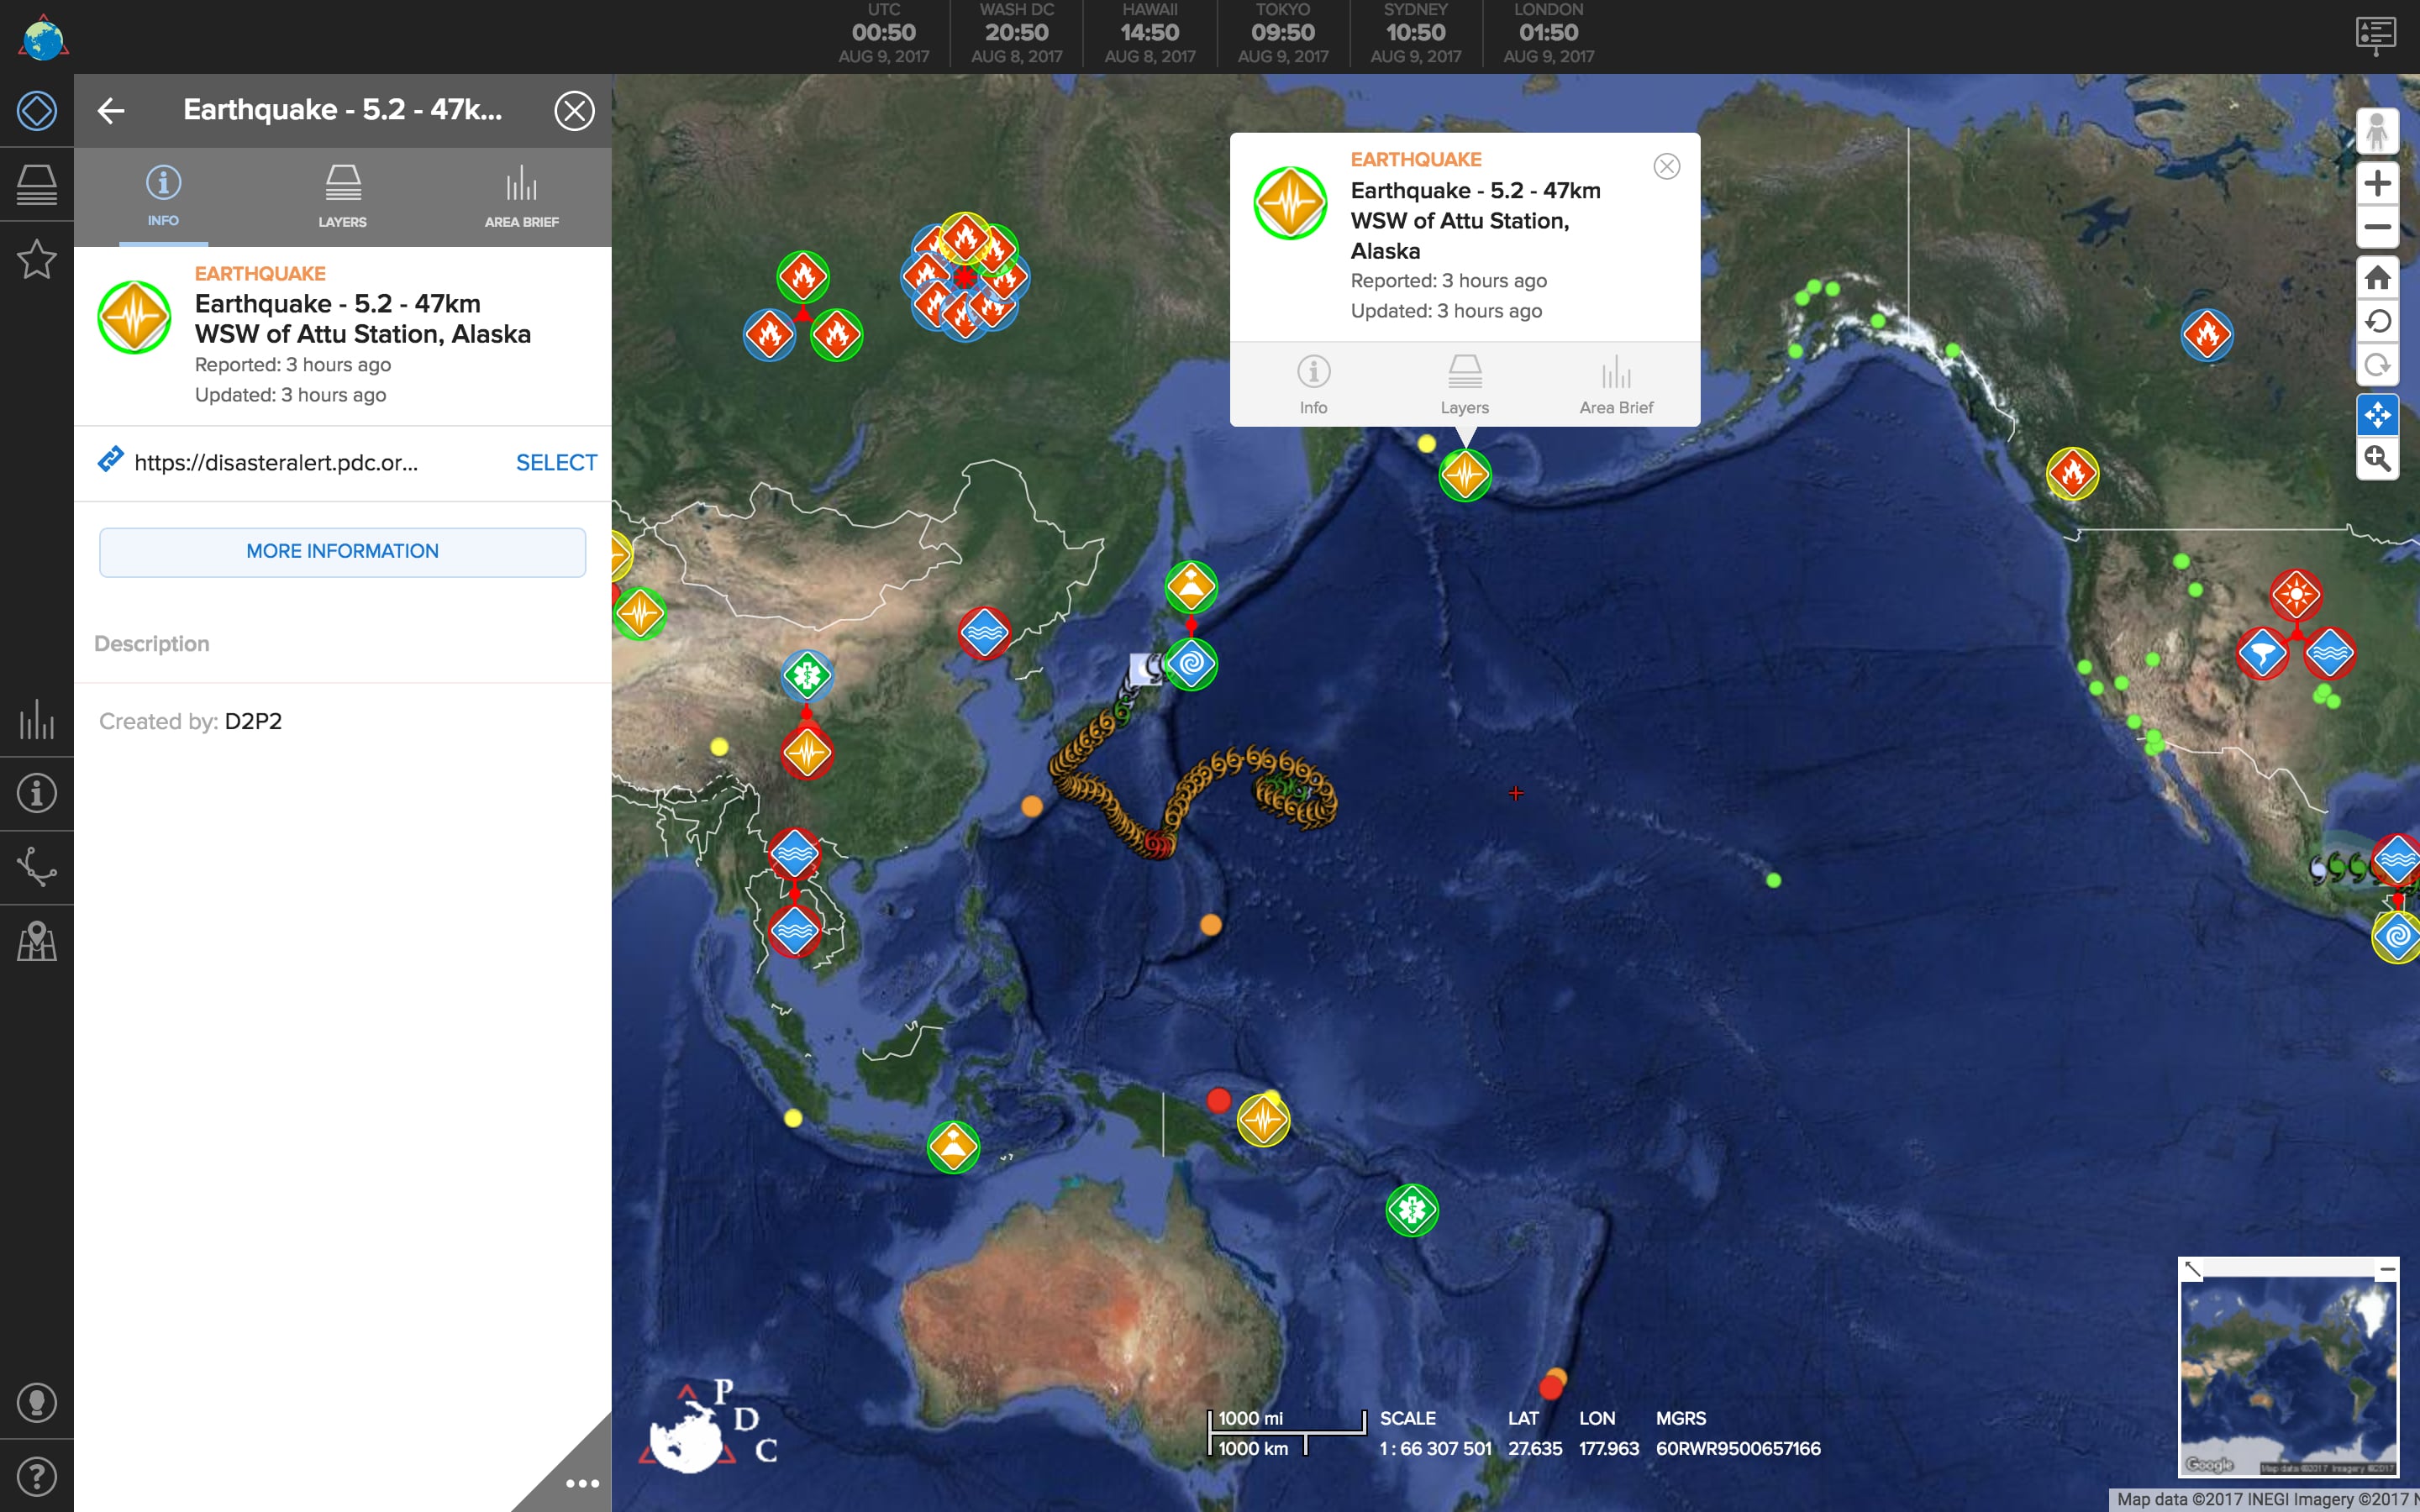 UTC
00:50
AUG 9, 2017
WASH DC
20:50
AUG 8, 2017
HAWAII
14:50
AUG 8, 2017
TOKYO
09:50
AUG 9, 2017
SYDNEY
10:50
AUG 9, 2017
LONDON
01:50
AUG 9, 2017
Earthquake - 5.2 - 47k...
INFO
LAYERS
AREA BRIEF
EARTHQUAKE
Earthquake - 5.2 - 47km
WSW of Attu Station, Alaska
Reported: 3 hours ago
Updated: 3 hours ago
https://disasteralert.pdc.or...
SELECT
MORE INFORMATION
Description
Created by: D2P2
EARTHQUAKE
Earthquake - 5.2 - 47km
WSW of Attu Station,
Alaska
Reported: 3 hours ago
Updated: 3 hours ago
Info
Layers
Area Brief
P
D
C
1000 mi
1000 km
SCALE
1 : 66 307 501
LAT
27.635
LON
177.963
MGRS
60RWR9500657166
Google
Map data ©2017 Imagery ©2017
Map data ©2017 INEGI Imagery ©2017 N